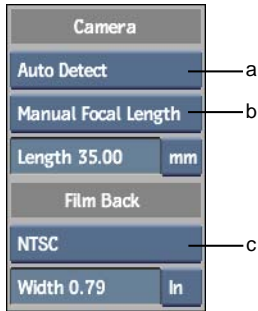 Camera
Auto Detect a
Manual Focal Length b
Length 35.00 mm
Film Back
NTSC c
Width 0.79 In